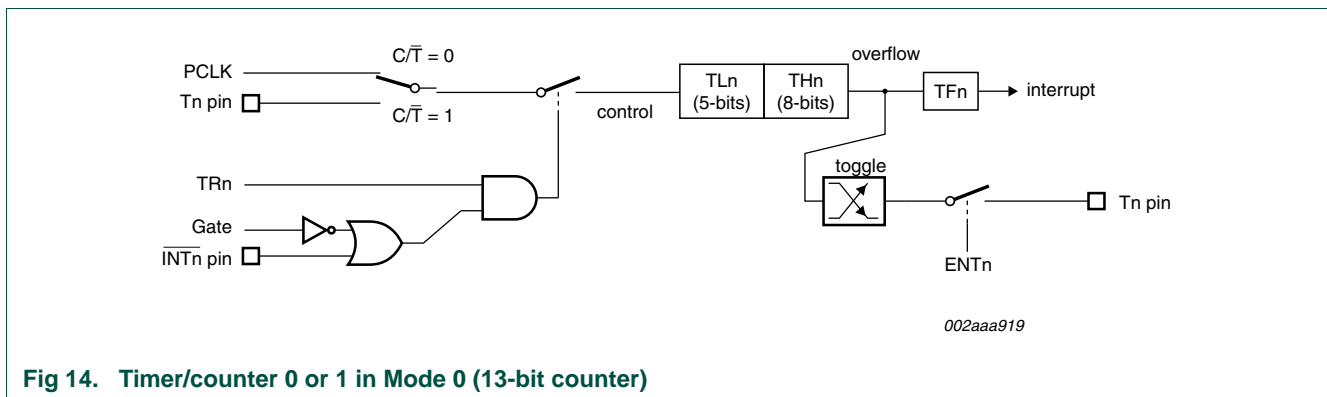 C/T̅ = 0
overflow
PCLK
TLn
(5-bits)
THn
(8-bits)
TFn
interrupt
Tn pin
C/T̅ = 1
control
toggle
TRn
Tn pin
Gate
I̅N̅T̅n̅ pin
ENTn
002aaa919
Fig 14. Timer/counter 0 or 1 in Mode 0 (13-bit counter)